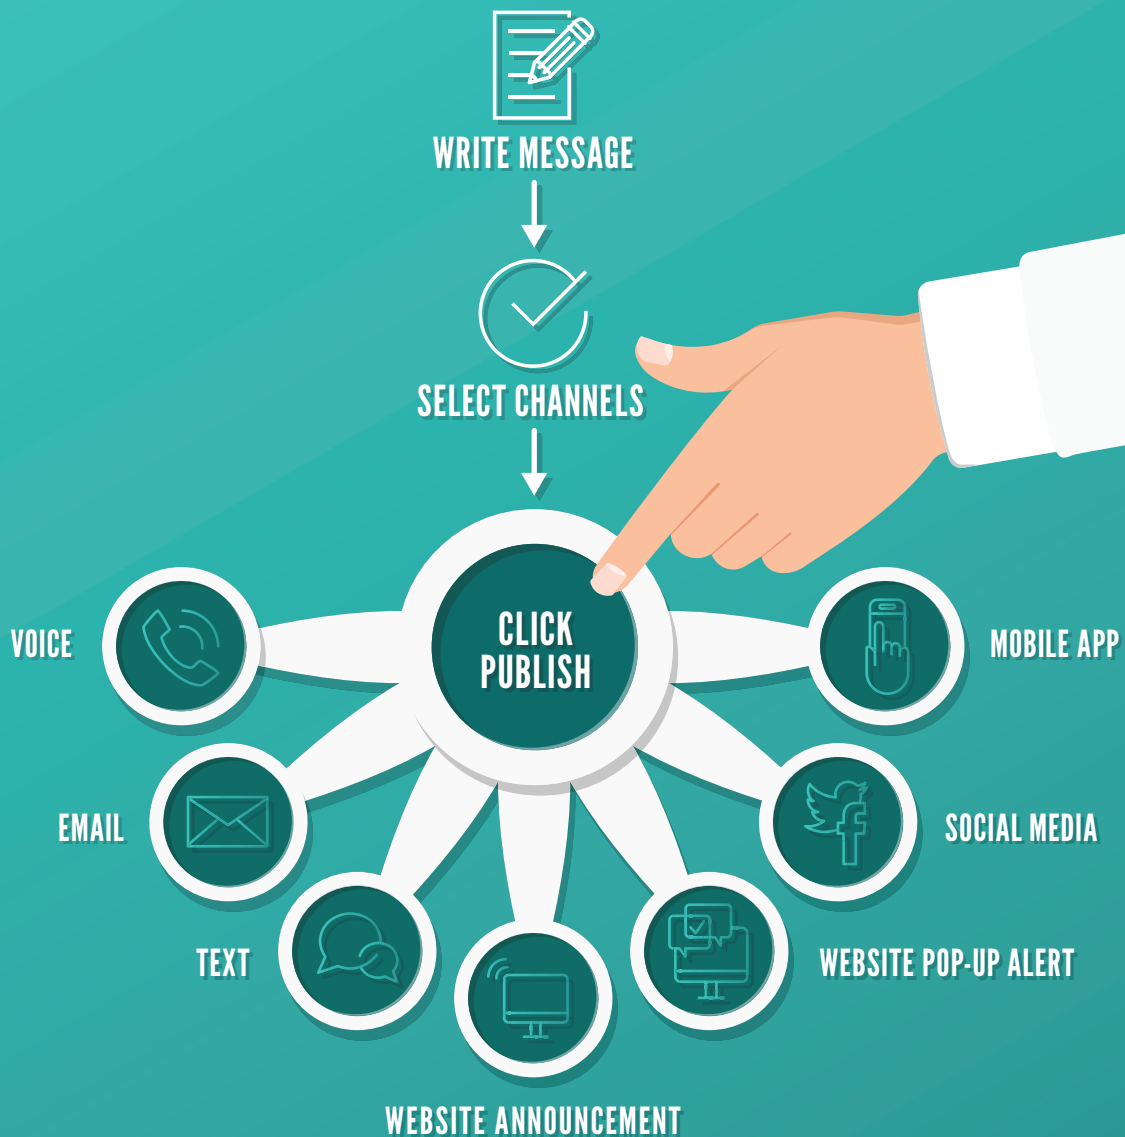 WRITE MESSAGE
SELECT CHANNELS
CLICK
PUBLISH
VOICE
MOBILE APP
EMAIL
SOCIAL MEDIA
TEXT
WEBSITE POP-UP ALERT
WEBSITE ANNOUNCEMENT